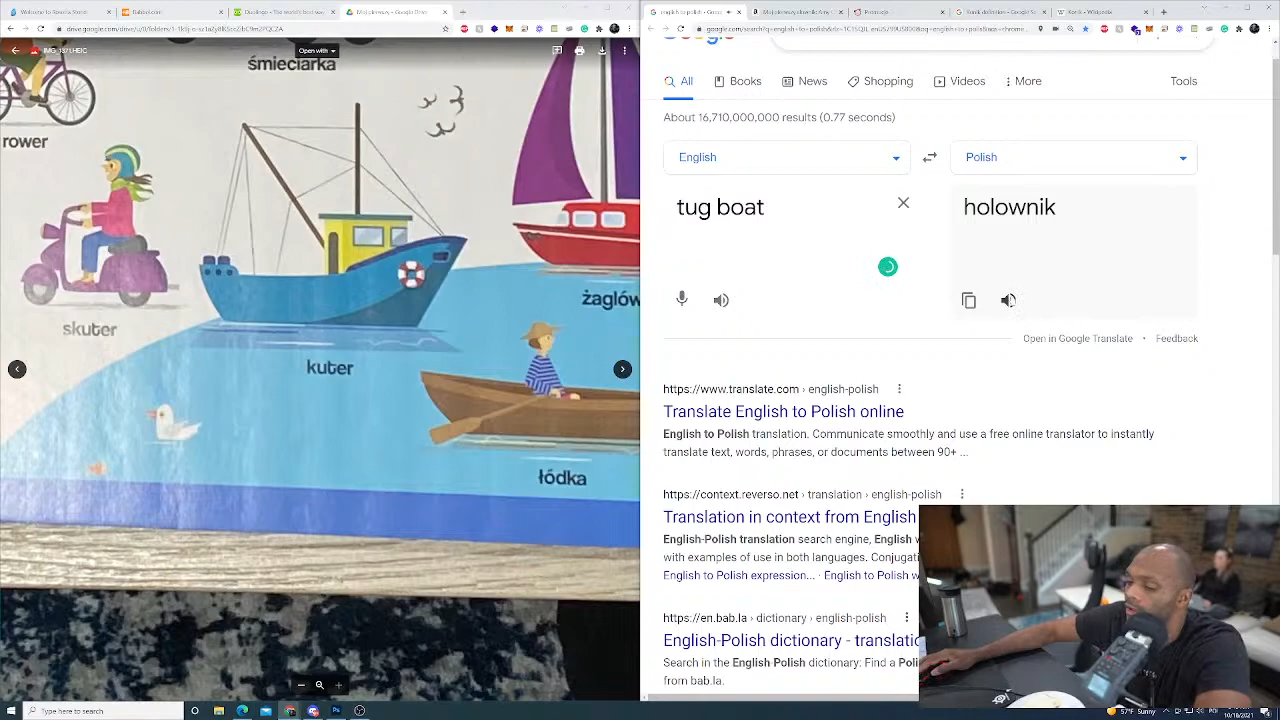 IMG_1337.HEIC
Open with
śmieciarka
rower
skuter
kuter
żaglów
łódka
All
Books
News
Shopping
Videos
More
Tools
About 16,710,000,000 results (0.77 seconds)
English
Polish
tug boat
holownik
Open in Google Translate • Feedback
https://www.translate.com › english-polish
Translate English to Polish online
English to Polish translation. Communicate smoothly and use a free online translator to instantly
translate text, words, phrases, or documents between 90+ ...
https://context.reverso.net › translation › english-polish
Translation in context from English
English-Polish translation search engine, English
with examples of use in both languages.
English to Polish expression... · English to Polish
https://en.bab.la › dictionary › english-polish
English-Polish dictionary -
Search in the English-Polish dictionary: Find a
from bab.la.
Type here to search
10/16/2021